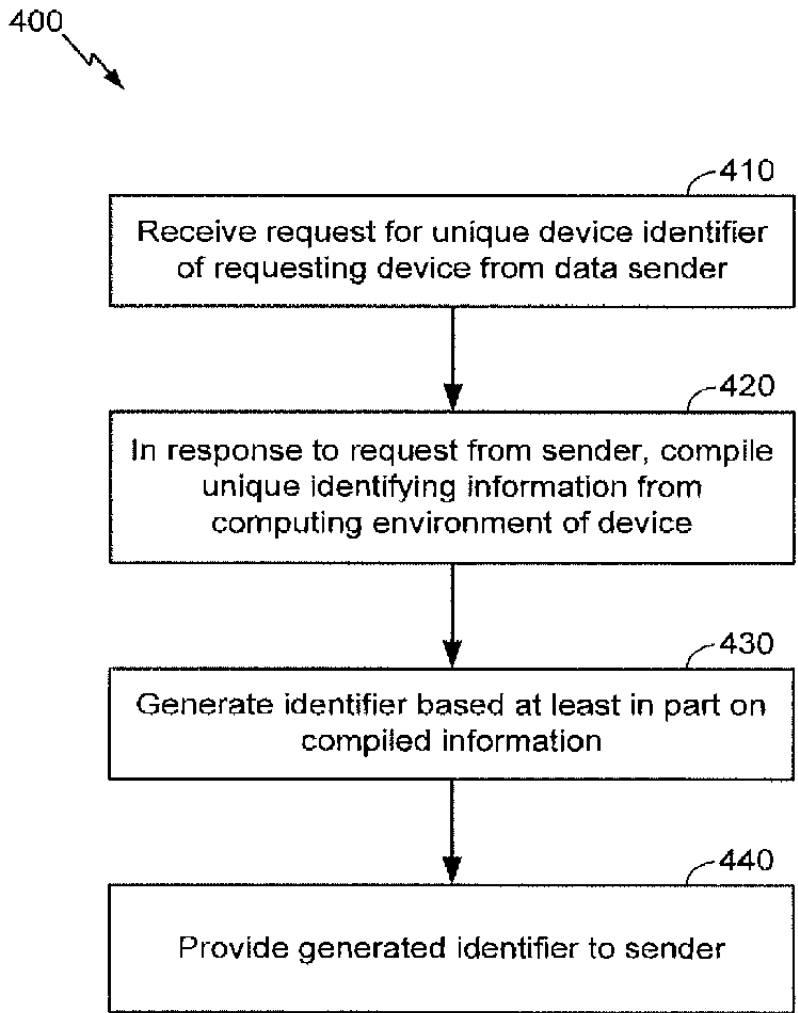 400
410
Receive request for unique device identifier
of requesting device from data sender
420
In response to request from sender, compile
unique identifying information from
computing environment of device
430
Generate identifier based at least in part on
compiled information
440
Provide generated identifier to sender